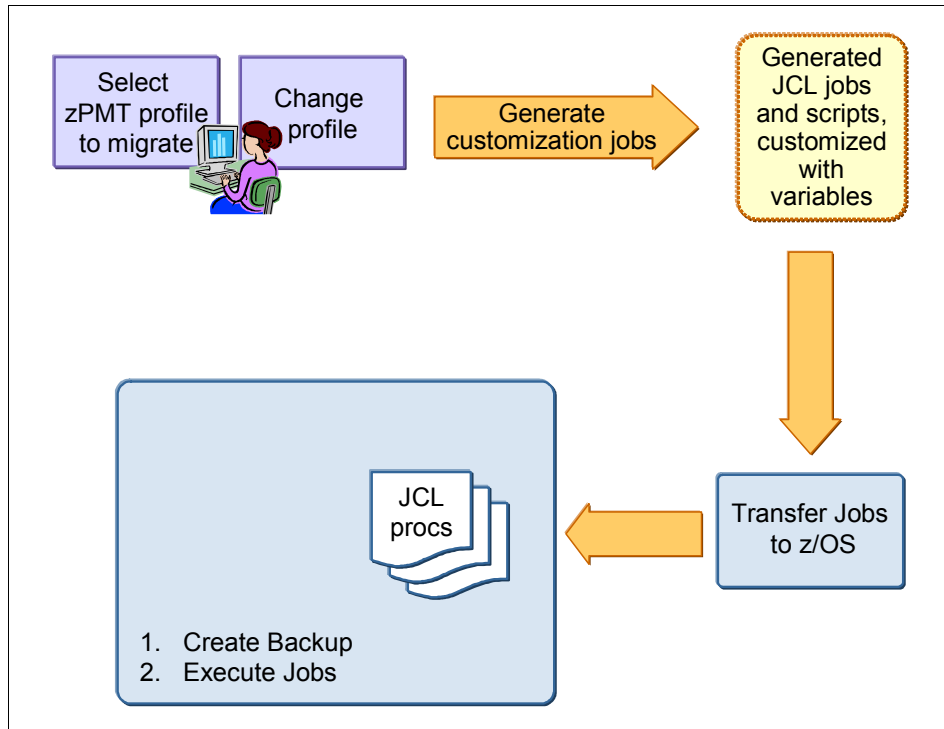 Select
zPMT profile
to migrate
Change
profile
Generate
customization jobs
Generated
JCL jobs
and scripts,
customized
with
variables
Transfer Jobs
to z/OS
JCL
procs
1. Create Backup
2. Execute Jobs